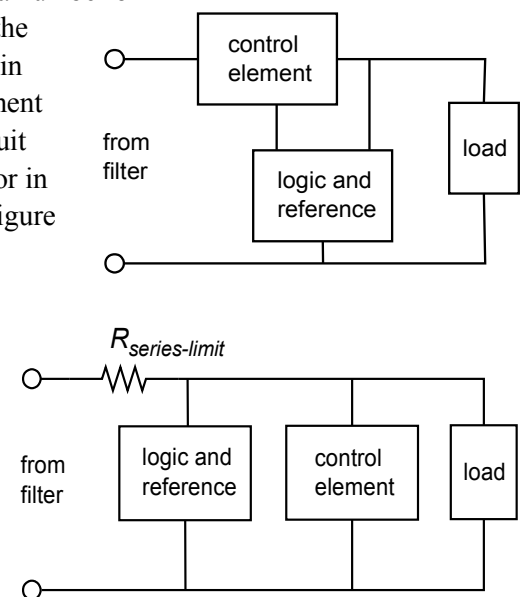 the
in
ment
uit
or in
igure
control
element
from
filter
logic and
reference
load
R series-limit
from
filter
logic and
reference
control
element
load